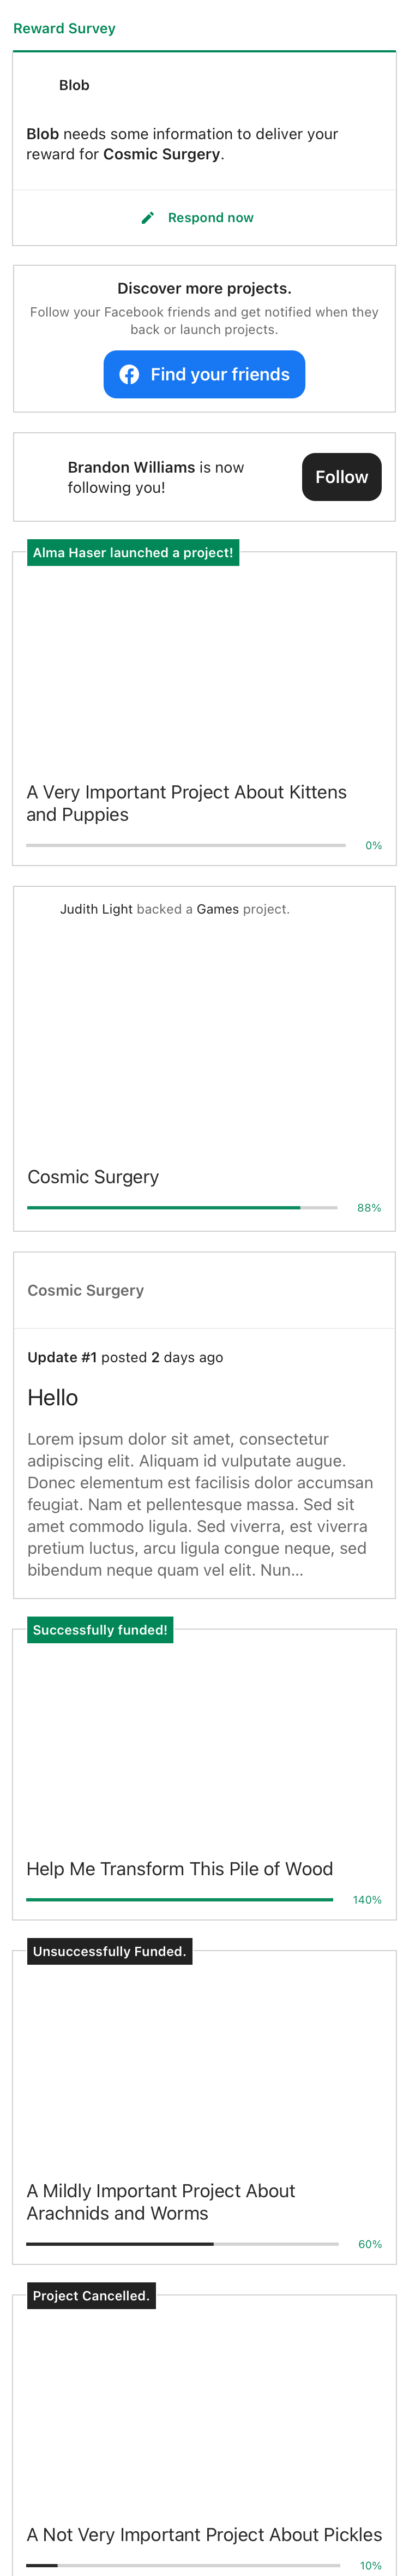 Reward Survey
Blob
Blob needs some information to deliver your
reward for Cosmic Surgery.
Respond now
Discover more projects.
Follow your Facebook friends and get notified when they
back or launch projects.
Find your friends
Brandon Williams is now
following you!
Follow
Alma Haser launched a project!
A Very Important Project About Kittens
and Puppies
0%
Judith Light backed a Games project.
Cosmic Surgery
88%
Cosmic Surgery
Update #1 posted 2 days ago
Hello
Lorem ipsum dolor sit amet, consectetur
adipiscing elit. Aliquam id vulputate augue.
Donec elementum est facilisis dolor accumsan
feugiat. Nam et pellentesque massa. Sed sit
amet commodo ligula. Sed viverra, est viverra
pretium luctus, arcu ligula congue neque, sed
bibendum neque quam vel elit. Nun...
Successfully funded!
Help Me Transform This Pile of Wood
140%
Unsuccessfully Funded.
A Mildly Important Project About
Arachnids and Worms
60%
Project Cancelled.
A Not Very Important Project About Pickles
10%